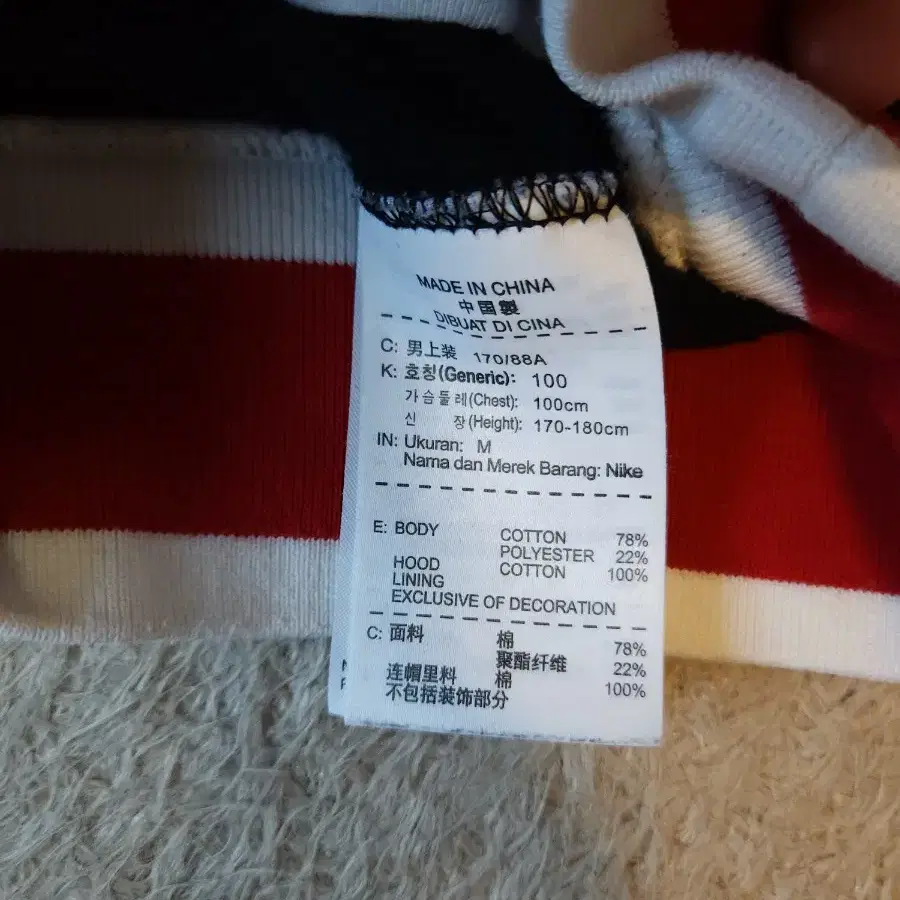 MADE IN CHINA
中国製
DIBUAT DI CINA
C: 男上装 170/88A
K: 호칭(Generic): 100
가슴둘레(Chest): 100cm
신 장(Height): 170-180cm
IN: Ukuran: M
Nama dan Merek Barang: Nike
E: BODY COTTON 78%
POLYESTER 22%
HOOD COTTON 100%
LINING
EXCLUSIVE OF DECORATION
C: 面料 棉 78%
聚酯纤维 22%
连帽里料 棉 100%
不包括装饰部分